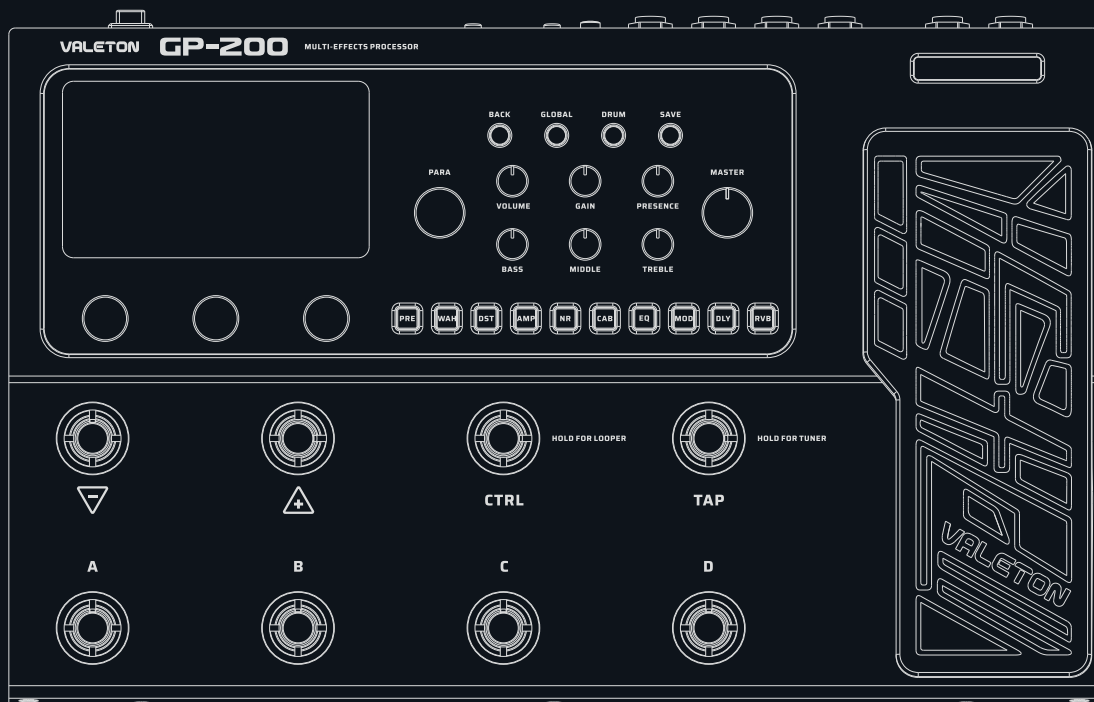 VALETON GP-200 MULTI-EFFECTS PROCESSOR
BACK GLOBAL DRUM SAVE
PARA MASTER
VOLUME GAIN PRESENCE
BASS MIDDLE TREBLE
PRE WAH DST AMP NR CAB EQ MOD DLY RVB
HOLD FOR LOOPER HOLD FOR TUNER
- + CTRL TAP
A B C D
VALETON